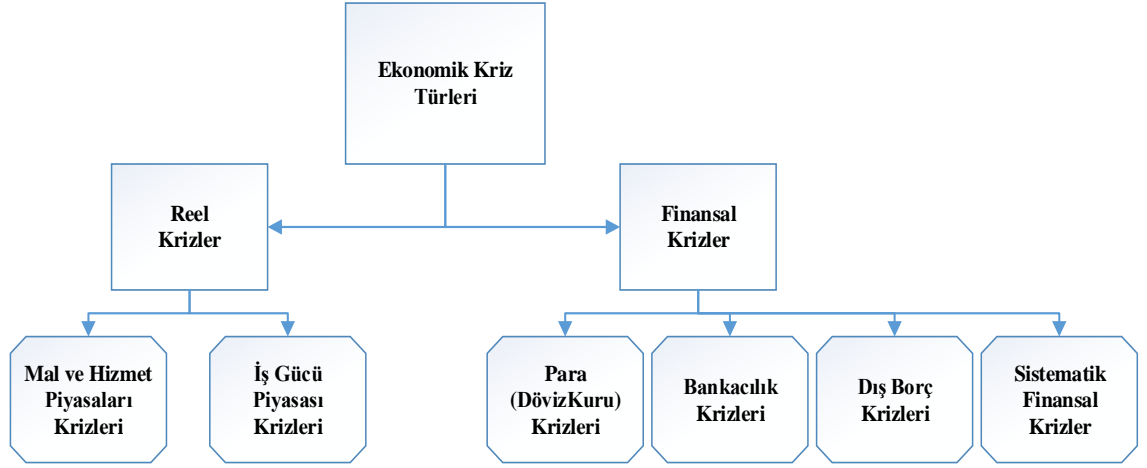 Ekonomik Kriz
Türleri
Reel
Krizler
Finansal
Krizler
Mal ve Hizmet
Piyasaları
Krizleri
İş Gücü
Piyasası
Krizleri
Para
(DövizKuru)
Krizleri
Bankacılık
Krizleri
Dış Borç
Krizleri
Sistematik
Finansal
Krizler